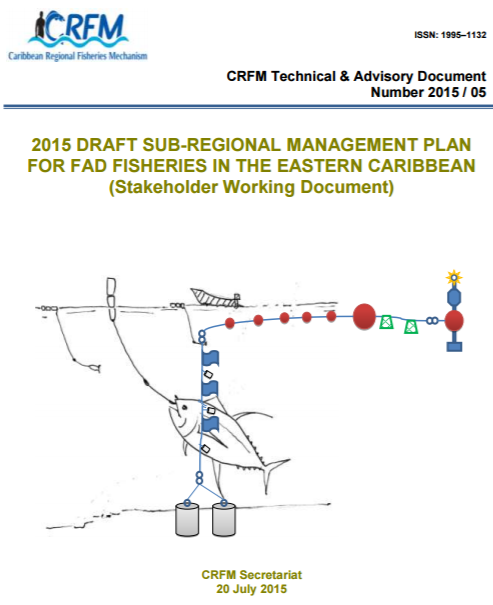 CRFM
Caribbean Regional Fisheries Mechanism
ISSN: 1995–1132
CRFM Technical & Advisory Document
Number 2015 / 05
2015 DRAFT SUB-REGIONAL MANAGEMENT PLAN
FOR FAD FISHERIES IN THE EASTERN CARIBBEAN
(Stakeholder Working Document)
CRFM Secretariat
20 July 2015